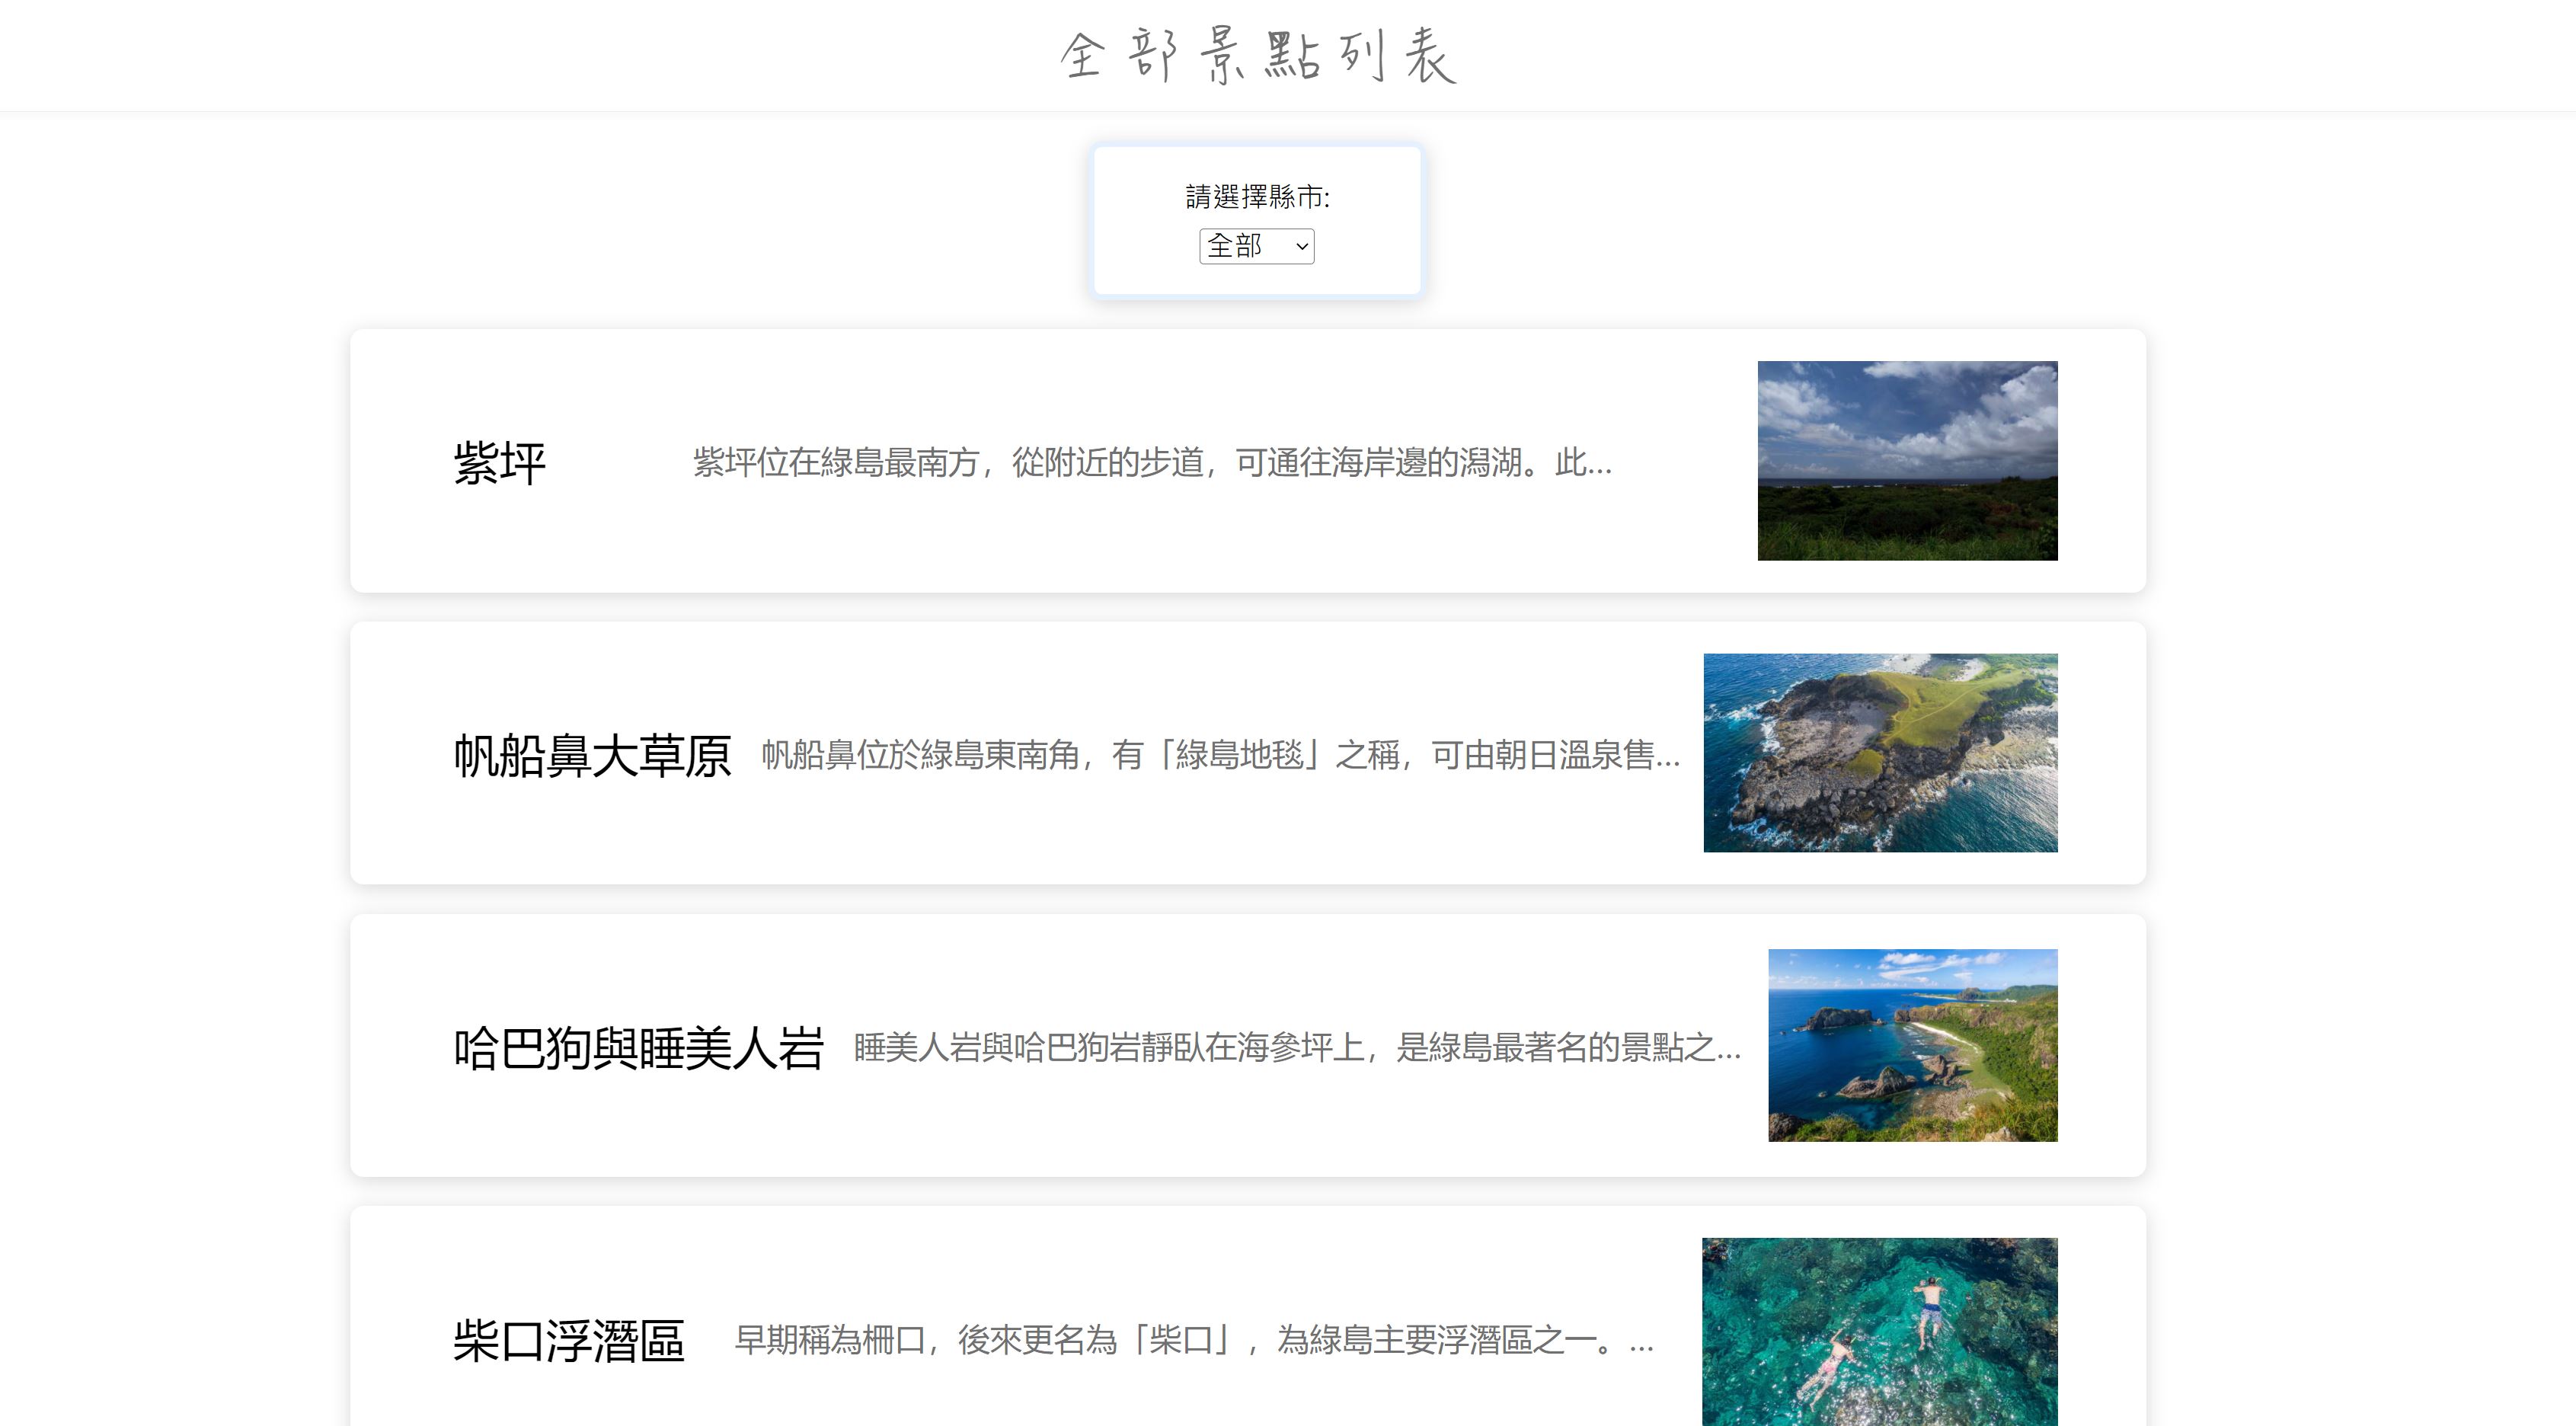 全部景點列表
請選擇縣市:
全部
紫坪
紫坪位在綠島最南方，從附近的步道，可通往海岸邊的潟湖。此...
帆船鼻大草原
帆船鼻位於綠島東南角，有「綠島地毯」之稱，可由朝日溫泉售...
哈巴狗與睡美人岩
睡美人岩與哈巴狗岩靜臥在海參坪上，是綠島最著名的景點之...
柴口浮潛區
早期稱為柵口，後來更名為「柴口」，為綠島主要浮潛區之一。...